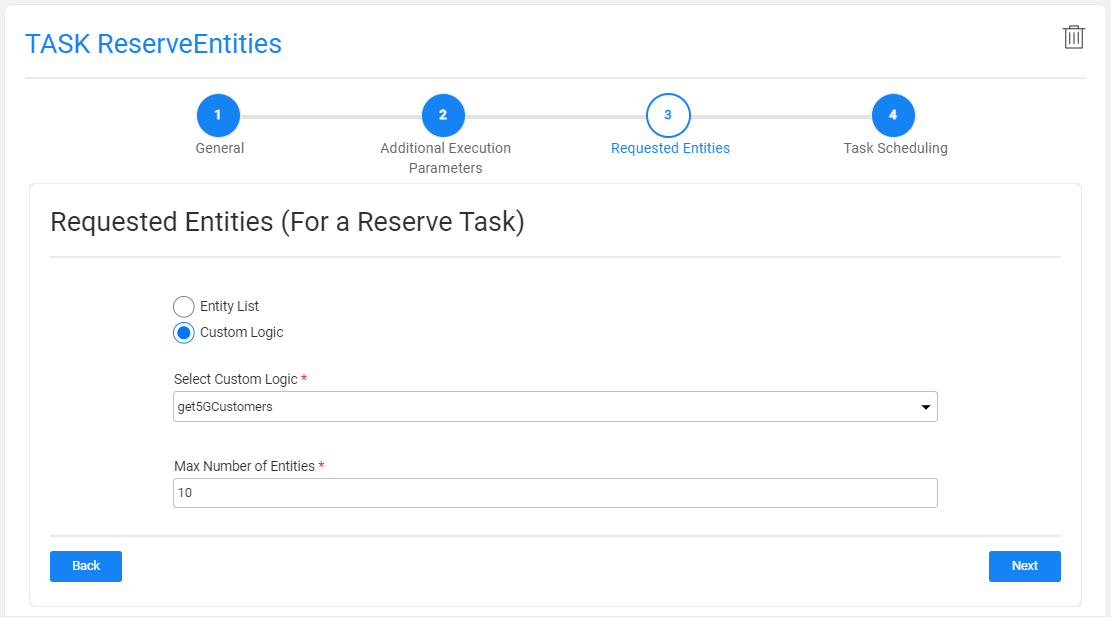 TASK ReserveEntities
1
2
3
4
General
Additional Execution
Parameters
Requested Entities
Task Scheduling
Requested Entities (For a Reserve Task)
Entity List
Custom Logic
Select Custom Logic *
get5GCustomers
Max Number of Entities *
10
Back
Next